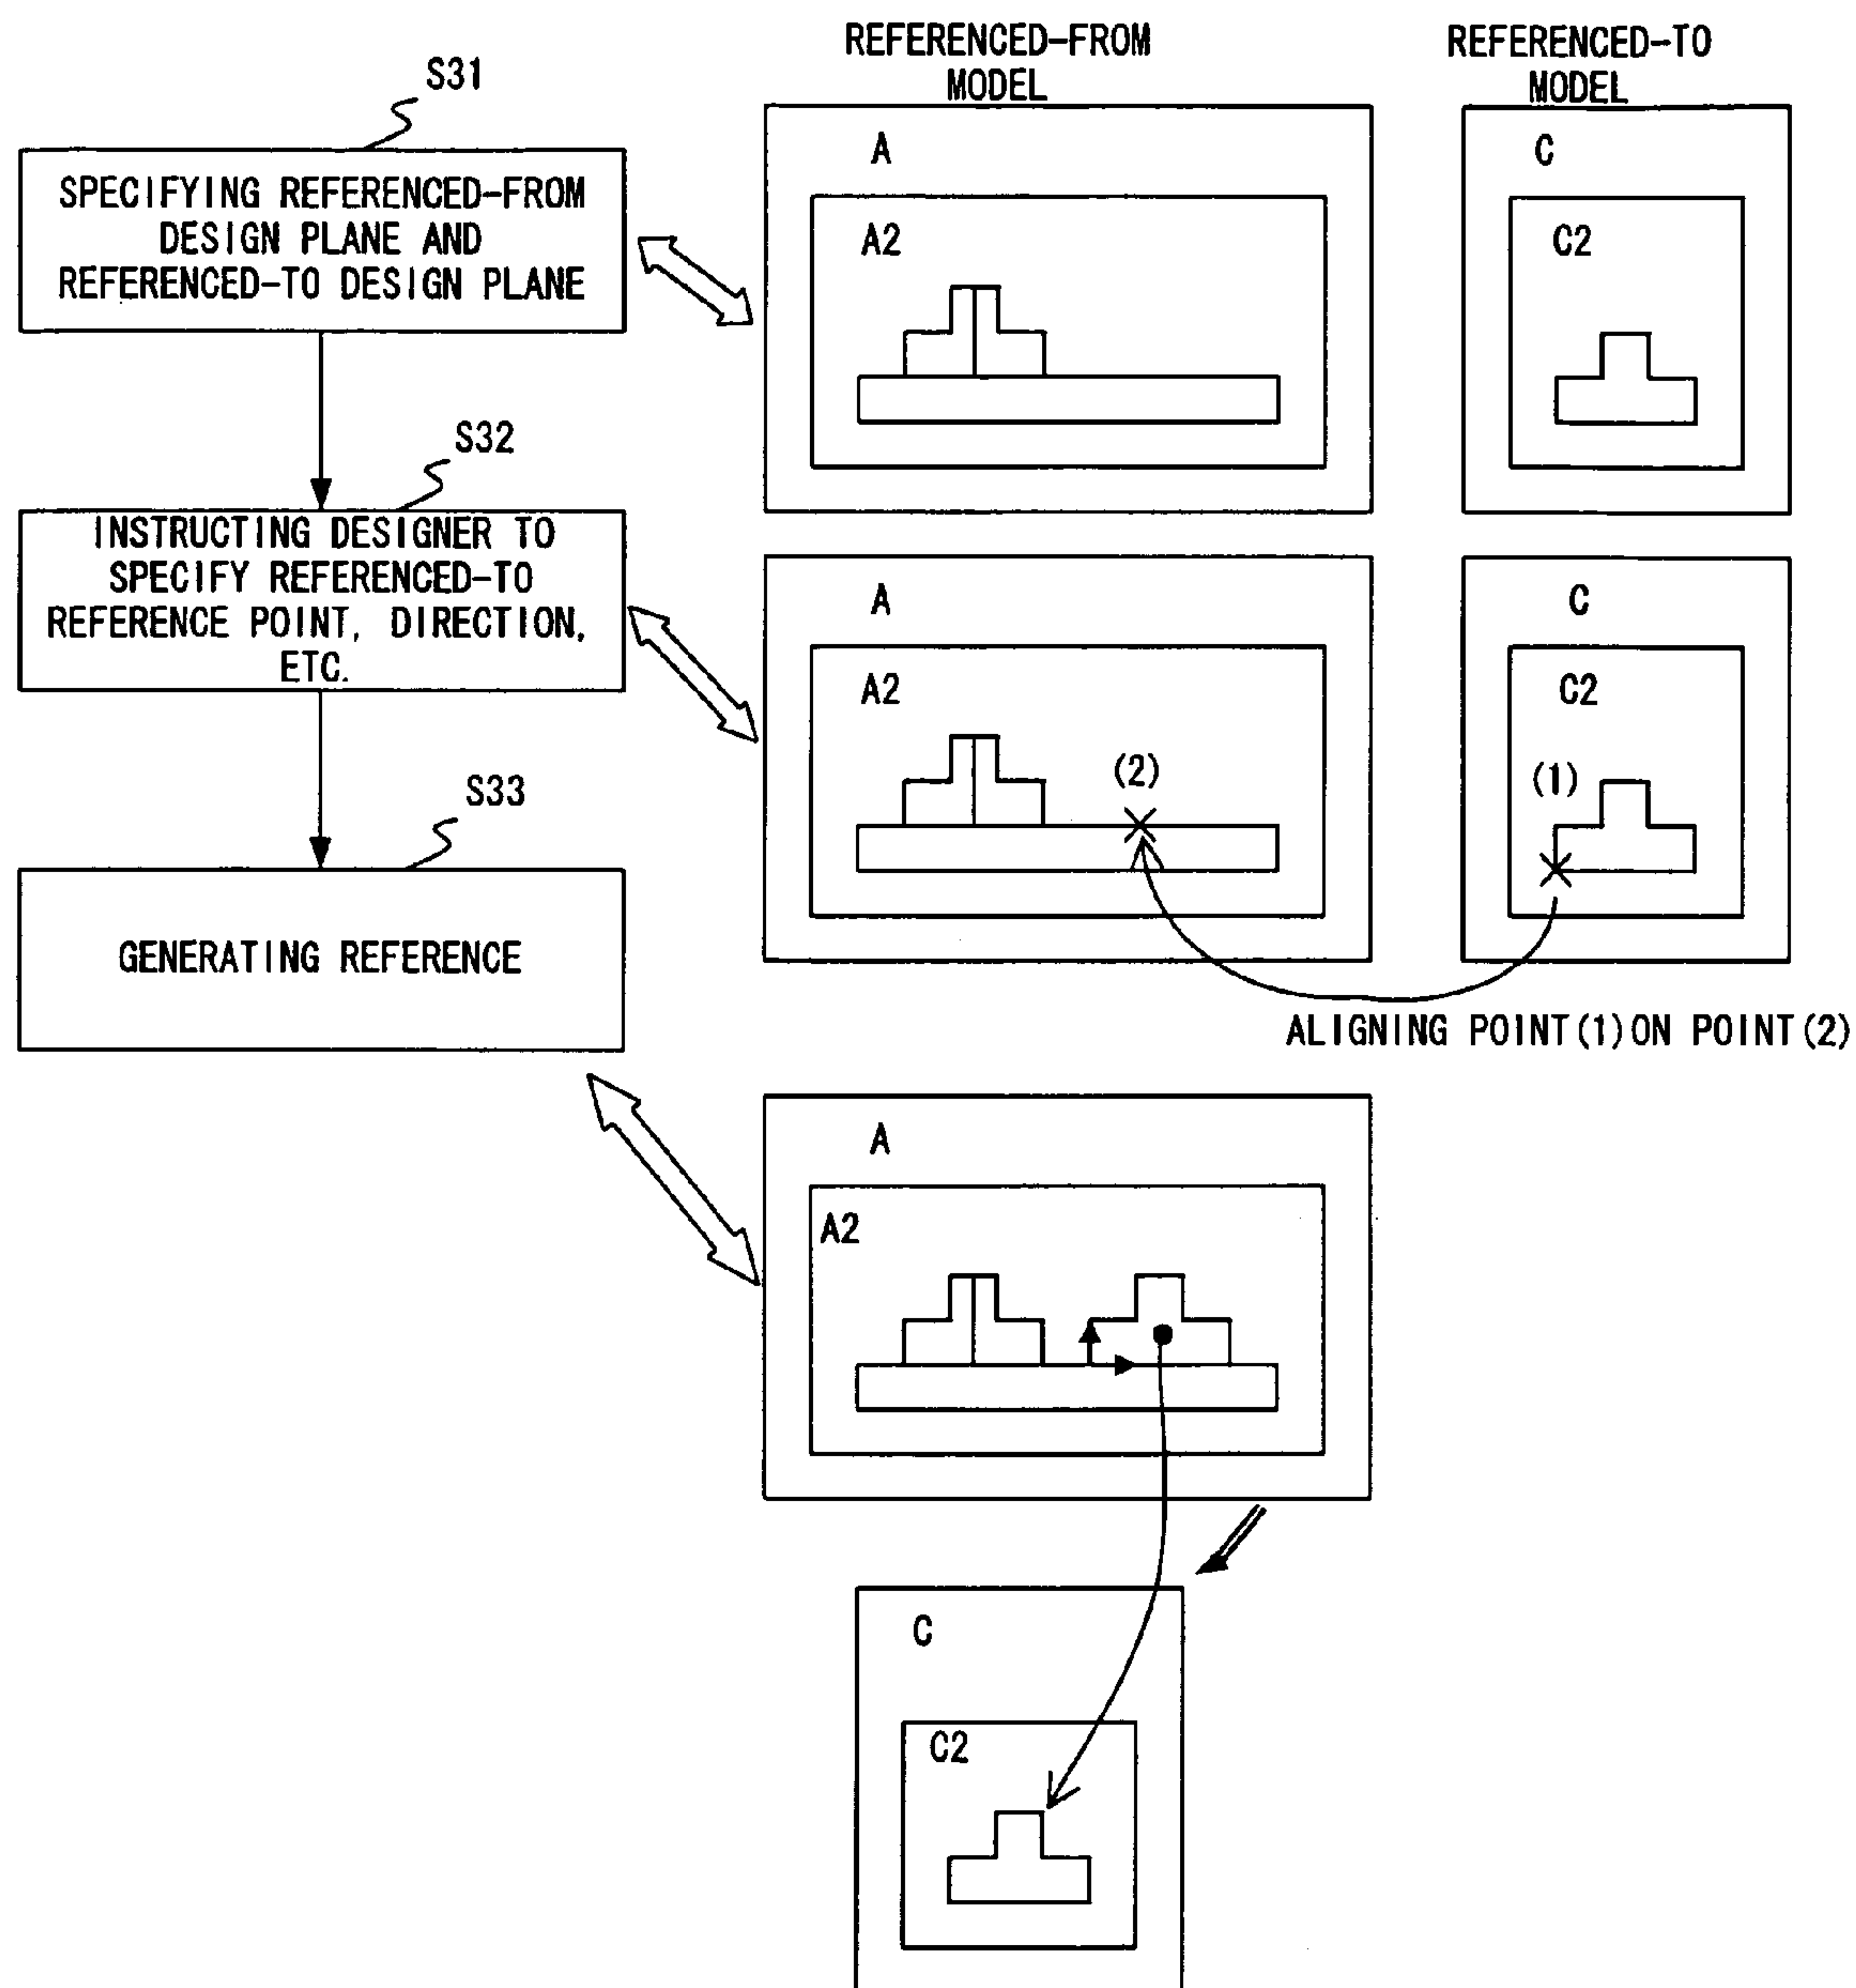 REFERENCED-FROM
MODEL
REFERENCED-TO
MODEL
S31
SPECIFYING REFERENCED-FROM
DESIGN PLANE AND
REFERENCED-TO DESIGN PLANE
A
A2
C
C2
S32
INSTRUCTING DESIGNER TO
SPECIFY REFERENCED-TO
REFERENCE POINT, DIRECTION,
ETC.
A
A2
(2)
C
C2
(1)
ALIGNING POINT(1)ON POINT(2)
S33
GENERATING REFERENCE
A
A2
C
C2